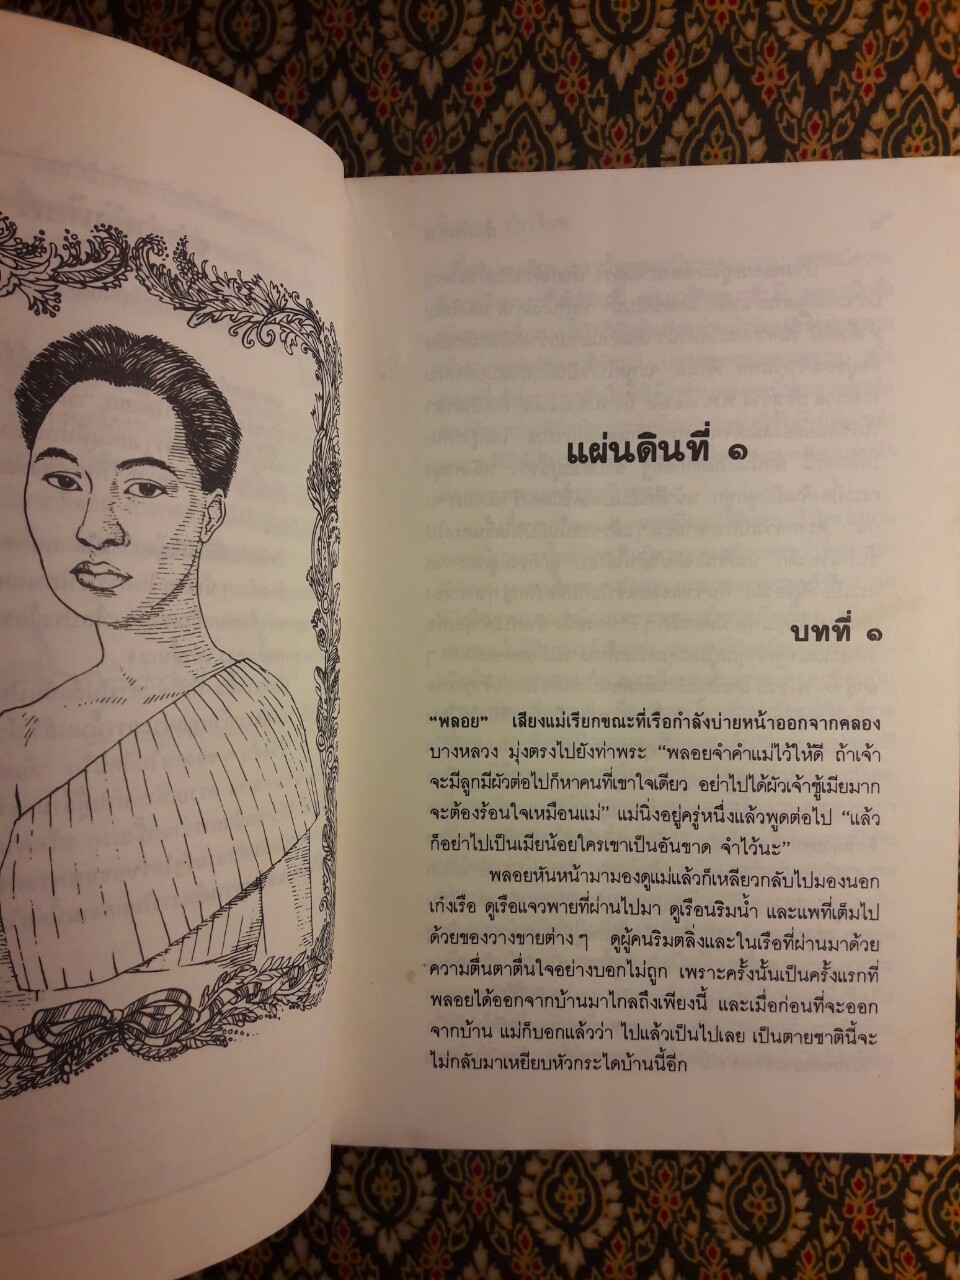 แผ่นดินที่ ๑
บทที่ ๑
“พลอย” เสียงแม่เรียกขณะที่เรือกำลังบ่ายหน้าออกจากคลอง
บางหลวง มุ่งตรงไปยังท่าพระ “พลอยจำคำแม่ไว้ให้ดี ถ้าเจ้า
จะมีลูกมีผัวต่อไปก็หาคนที่เขาใจเดียว อย่าไปได้ผัวเจ้าชู้เมียมาก
จะต้องร้อนใจเหมือนแม่” แม่นิ่งอยู่ครู่หนึ่งแล้วพูดต่อไป “แล้ว
ก็อย่าไปเป็นเมียน้อยใครเขาเป็นอันขาด จำไว้นะ”
พลอยหันหน้ามามองดูแม่แล้วก็เหลียวกลับไปมองนอก
เก๋งเรือ ดูเรือแจวพายที่ผ่านไปมา ดูเรือนริมน้ำ และแพที่เต็มไป
ด้วยของวางขายต่างๆ ดูผู้คนริมตลิ่งและในเรือที่ผ่านมาด้วย
ความตื่นตาตื่นใจอย่างบอกไม่ถูก เพราะครั้งนั้นเป็นครั้งแรกที่
พลอยได้ออกจากบ้านมาไกลถึงเพียงนี้ และเมื่อก่อนที่จะออก
จากบ้าน แม่ก็บอกแล้วว่า ไปแล้วเป็นไปเลย เป็นตายชาตินี้จะ
ไม่กลับมาเหยียบหัวกระไดบ้านนี้อีก